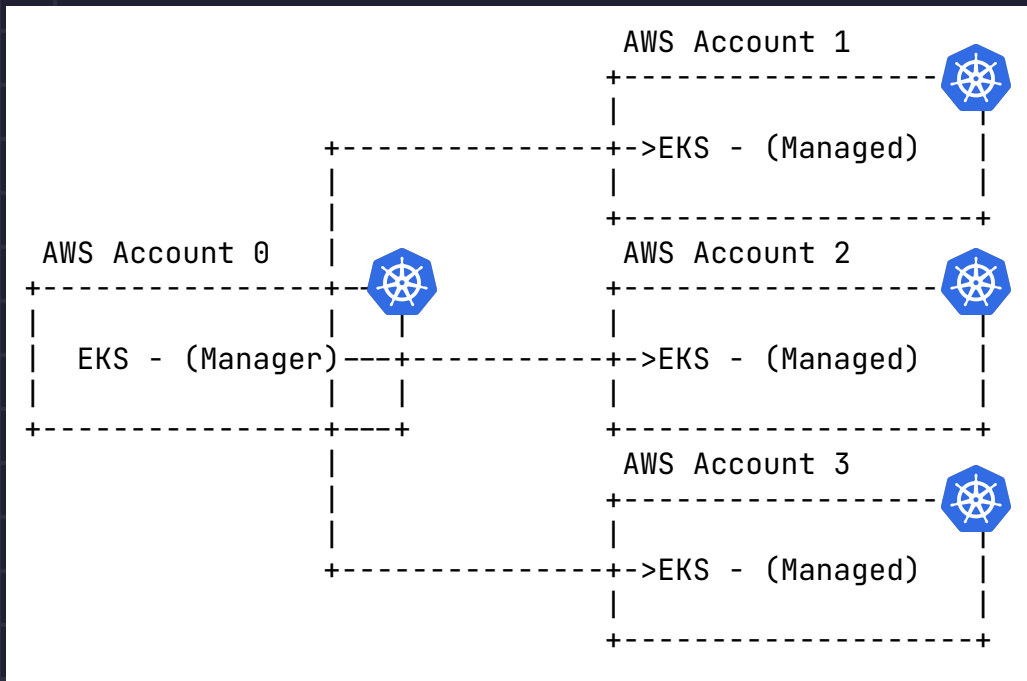 AWS Account 1
EKS - (Managed)
AWS Account 0
AWS Account 2
EKS - (Manager)
EKS - (Managed)
AWS Account 3
EKS - (Managed)